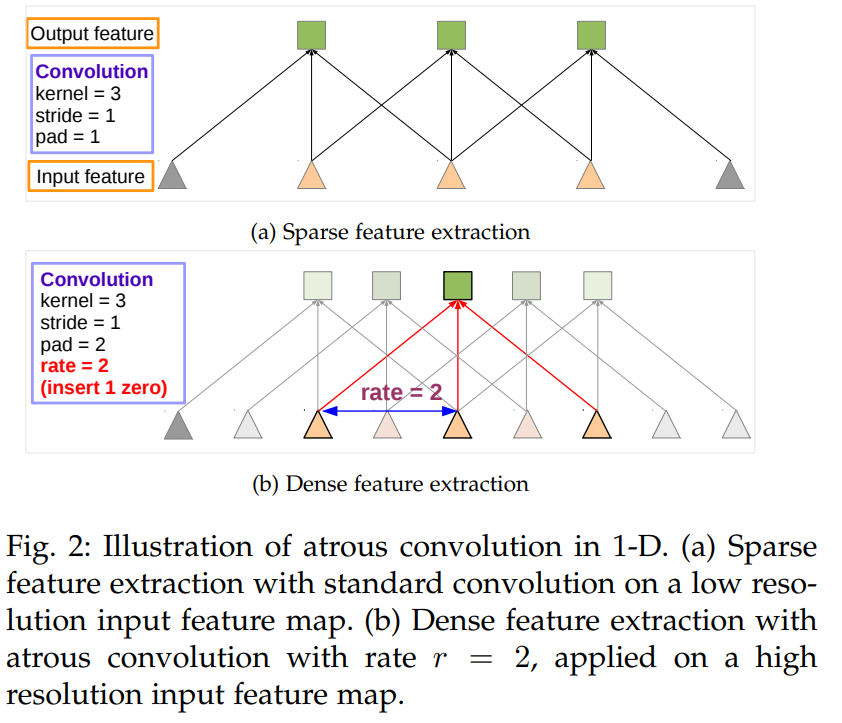 Output feature
Convolution
kernel = 3
stride = 1
pad = 1
Input feature
(a) Sparse feature extraction
Convolution
kernel = 3
stride = 1
pad = 2
rate = 2
(insert 1 zero)
rate = 2
(b) Dense feature extraction
Fig. 2: Illustration of atrous convolution in 1-D. (a) Sparse
feature extraction with standard convolution on a low reso-
lution input feature map. (b) Dense feature extraction with
atrous convolution with rate r = 2, applied on a high
resolution input feature map.